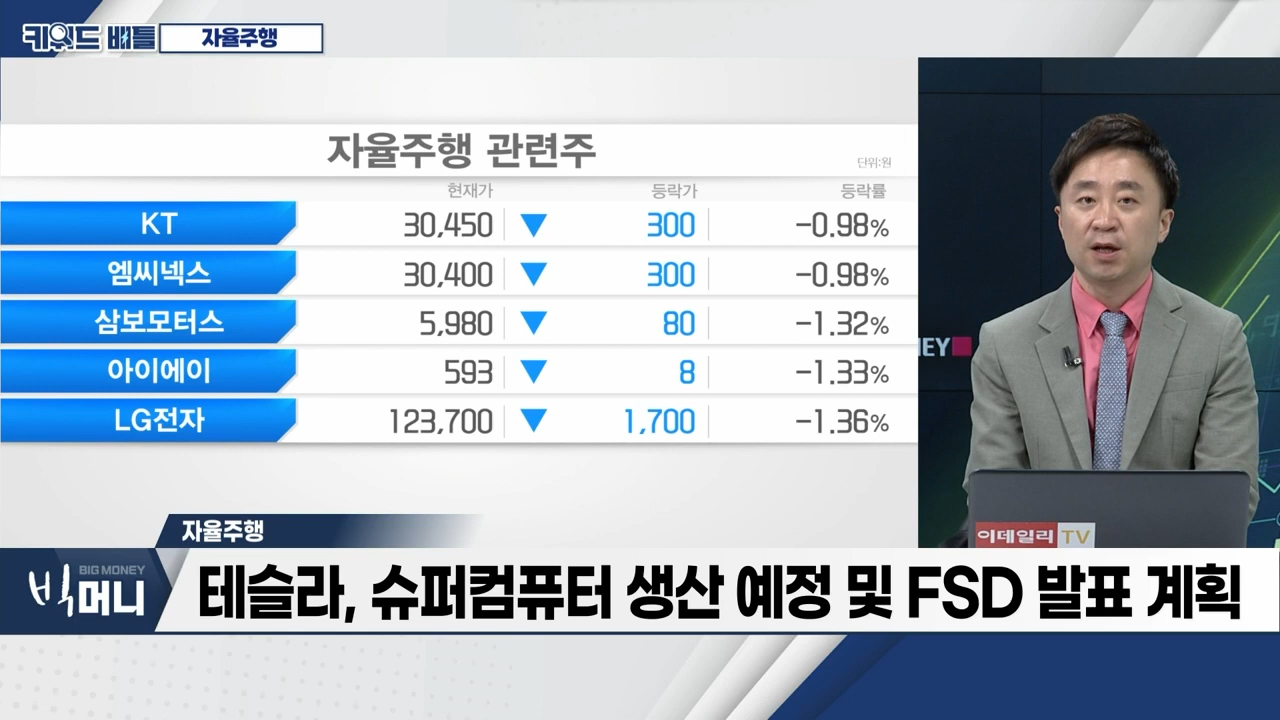 키워드 배틀 자율주행
자율주행 관련주
단위:원
현재가 등락가 등락률
KT 30,450 ▼ 300 -0.98%
엠씨넥스 30,400 ▼ 300 -0.98%
삼보모터스 5,980 ▼ 80 -1.32%
아이에이 593 ▼ 8 -1.33%
LG전자 123,700 ▼ 1,700 -1.36%
NEY
이데일리 TV
자율주행
BIG MONEY
빅머니
테슬라, 슈퍼컴퓨터 생산 예정 및 FSD 발표 계획